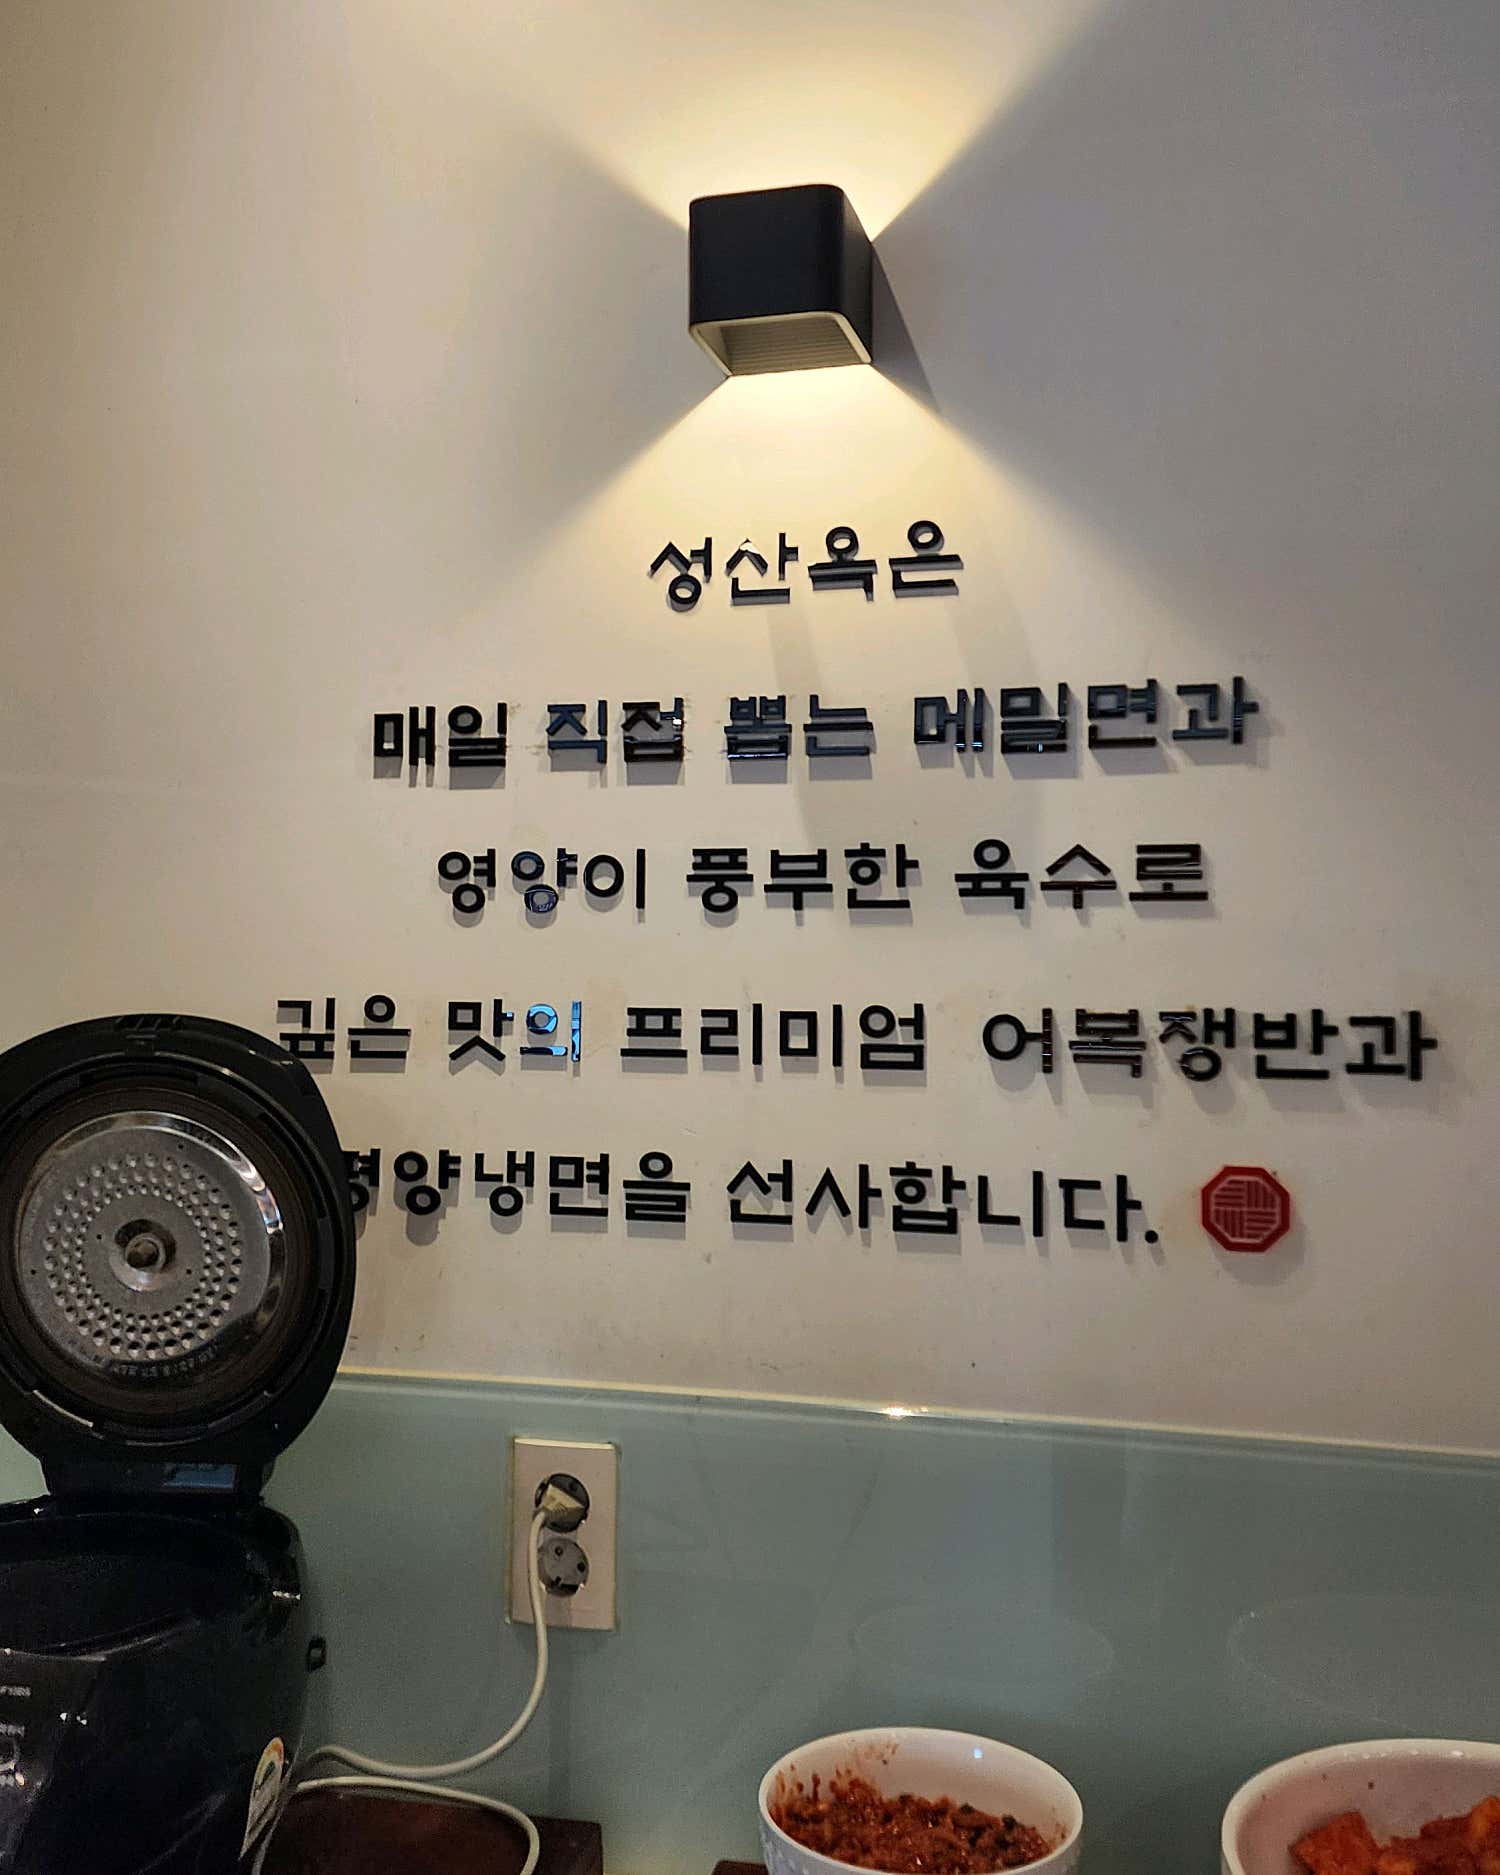 성산옥은
매일 직접 뽑는 메밀면과
영양이 풍부한 육수로
깊은 맛의 프리미엄 어복쟁반과
평양냉면을 선사합니다.